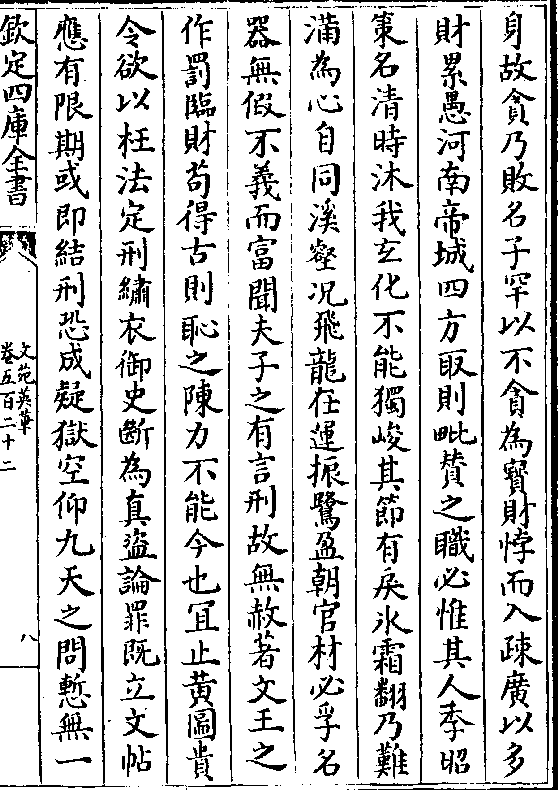 身故貪乃敗名子罕以不貪為寳財悖而入疎廣以多
財累愚河南帝城四方取則毗賛之職必惟其人季昭
䇿名清時沐我玄化不能獨峻其節有戾氷霜翻乃難
滿為心自同溪壑况飛龍在運振鷺盈朝官材必孚名
器無假不義而富聞夫子之有言刑故無赦著文王之
作罰臨財茍得古則恥之陳力不能今也宜止黄圖貴
令欲以枉法定刑繡衣御史斷為真盜論罪既立文帖
應有限期或即結刑恐成疑獄空仰九天之問慙無一
欽定四庫全書
文苑英華
卷五百二十二
八